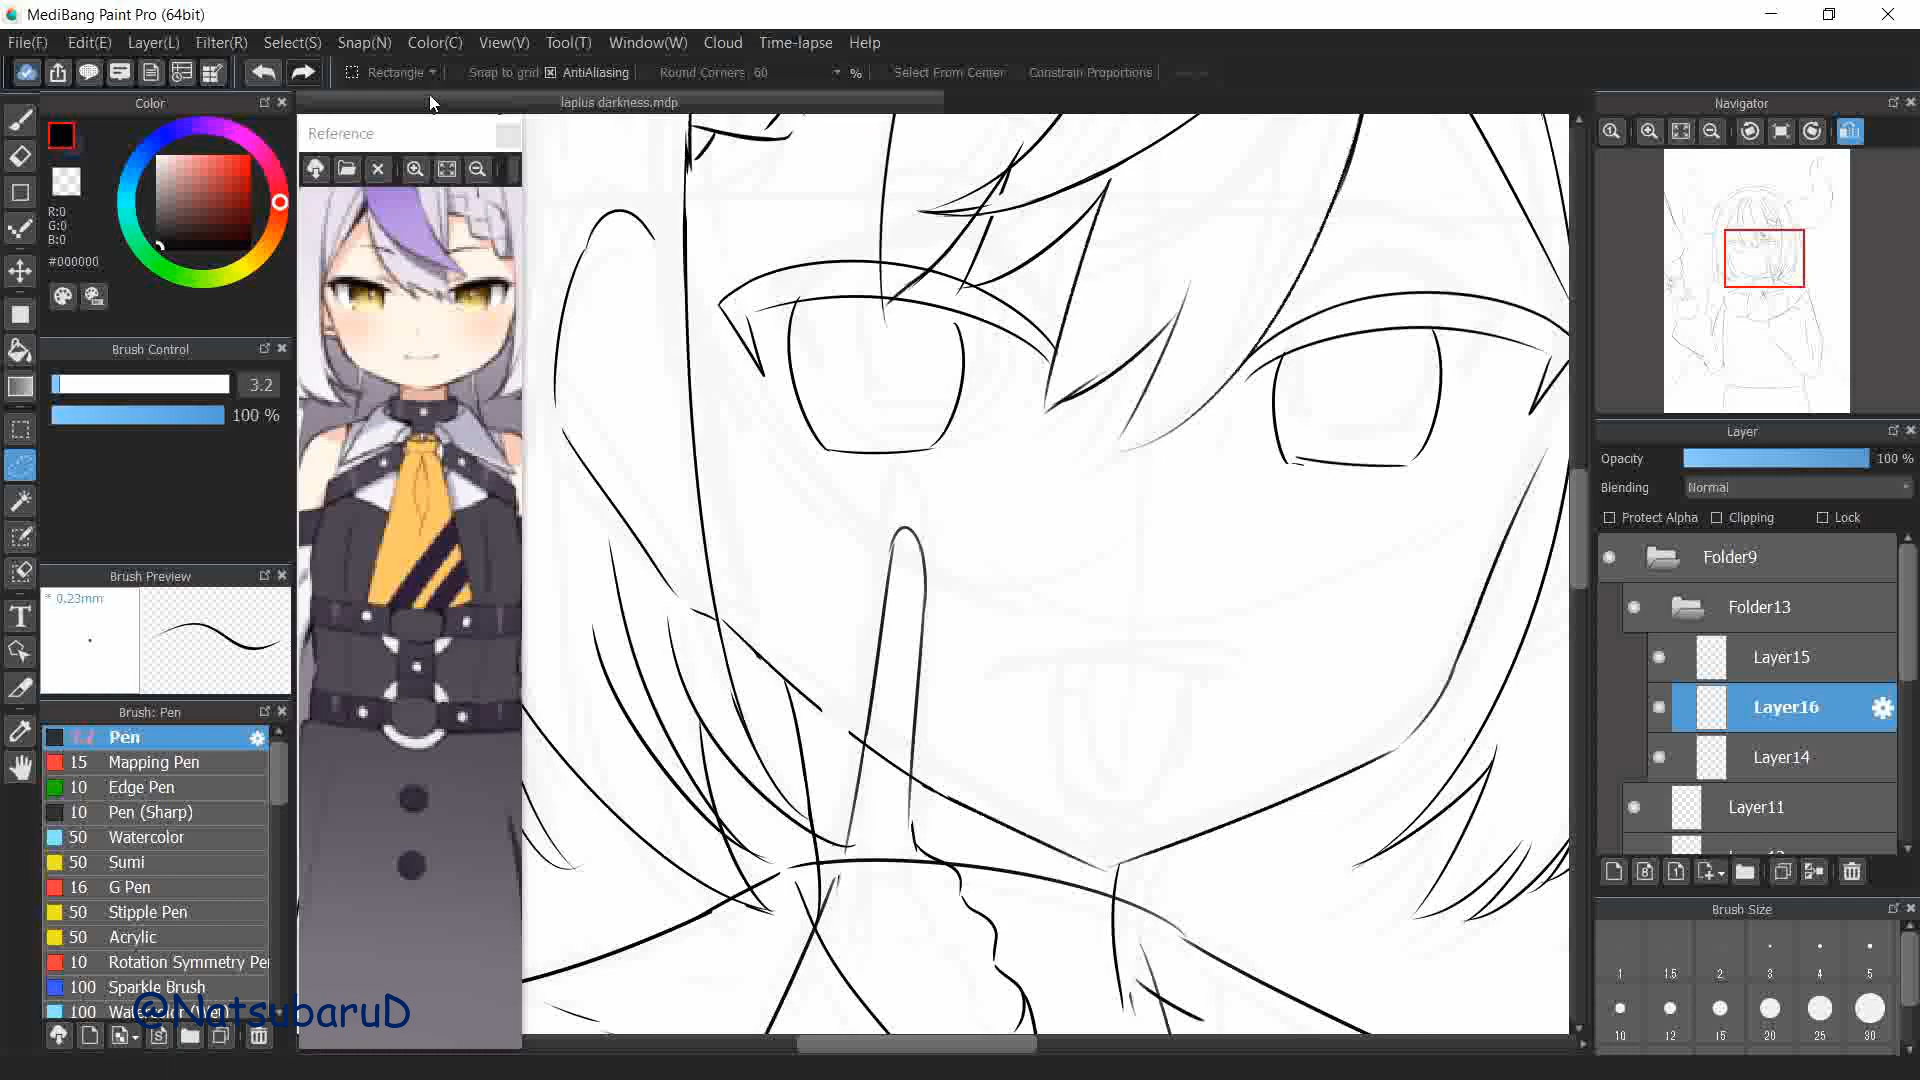 MediBang Paint Pro (64bit)
File(F) Edit(E) Layer(L) Filter(R) Select(S) Snap(N) Color(C) View(V) Tool(T) Window(W) Cloud Time-lapse Help
Rectangle Snap to grid AntiAliasing Round Corners 60 % Select From Center Constrain Proportions
Color
laplus darkness.mdp
Navigator
Reference
R:0
G:0
B:0
#000000
Brush Control
3.2
100 %
Brush Preview
* 0.23mm
Brush: Pen
Pen
15 Mapping Pen
10 Edge Pen
10 Pen (Sharp)
50 Watercolor
50 Sumi
16 G Pen
50 Stipple Pen
50 Acrylic
10 Rotation Symmetry Pe
100 Sparkle Brush
100 Watercolor (Wet)
@NatsubaruD
Layer
Opacity 100 %
Blending Normal
Protect Alpha Clipping Lock
Folder9
Folder13
Layer15
Layer16
Layer14
Layer11
Brush Size
1 1.5 2 3 4 5
10 12 15 20 25 30